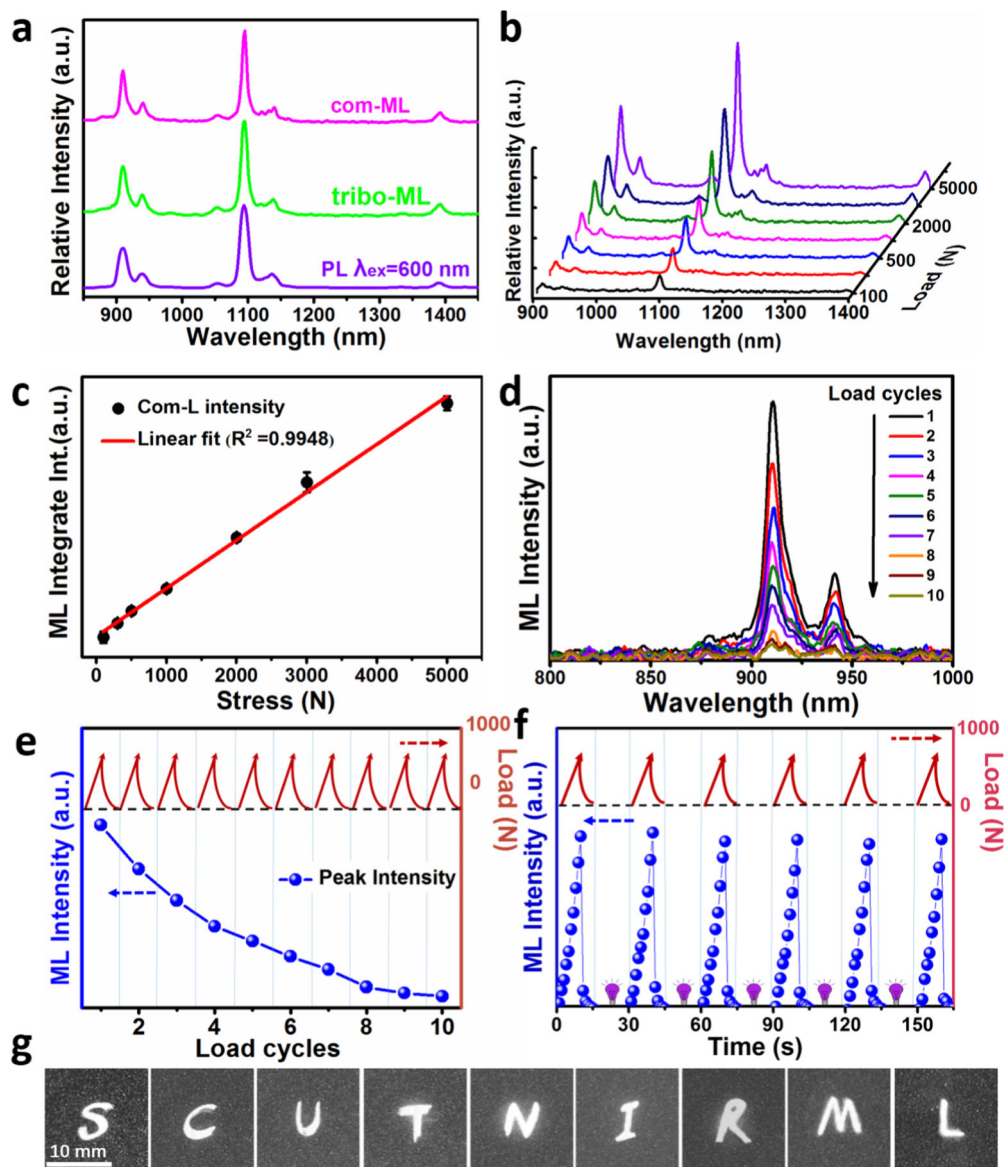 a
Relative Intensity (a.u.)
com-ML
tribo-ML
PL λex=600 nm
900 1000 1100 1200 1300 1400
Wavelength (nm)
b
Relative Intensity (a.u.)
5000
2000
500
100
Load (N)
900 1000 1100 1200 1300 1400
Wavelength (nm)
c
ML Integrate Int.(a.u.)
Com-L intensity
Linear fit (R² =0.9948)
0 1000 2000 3000 4000 5000
Stress (N)
d
ML Intensity (a.u.)
Load cycles
1
2
3
4
5
6
7
8
9
10
800 850 900 950 1000
Wavelength (nm)
e
ML Intensity (a.u.)
1000
0
Load (N)
Peak Intensity
2 4 6 8 10
Load cycles
f
ML Intensity (a.u.)
1000
0
Load (N)
0 30 60 90 120 150
Time (s)
g
S C U T N I R M L
10 mm